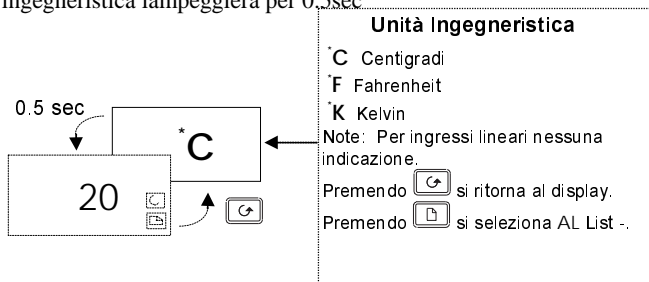 ingegneristica lampeggierà per 0,5sec
Unità Ingegneristica
°C Centigradi
°F Fahrenheit
°K Kelvin
Note: Per ingressi lineari nessuna
indicazione.
Premendo si ritorna al display.
Premendo si seleziona AL List -.
0.5 sec
°C
20